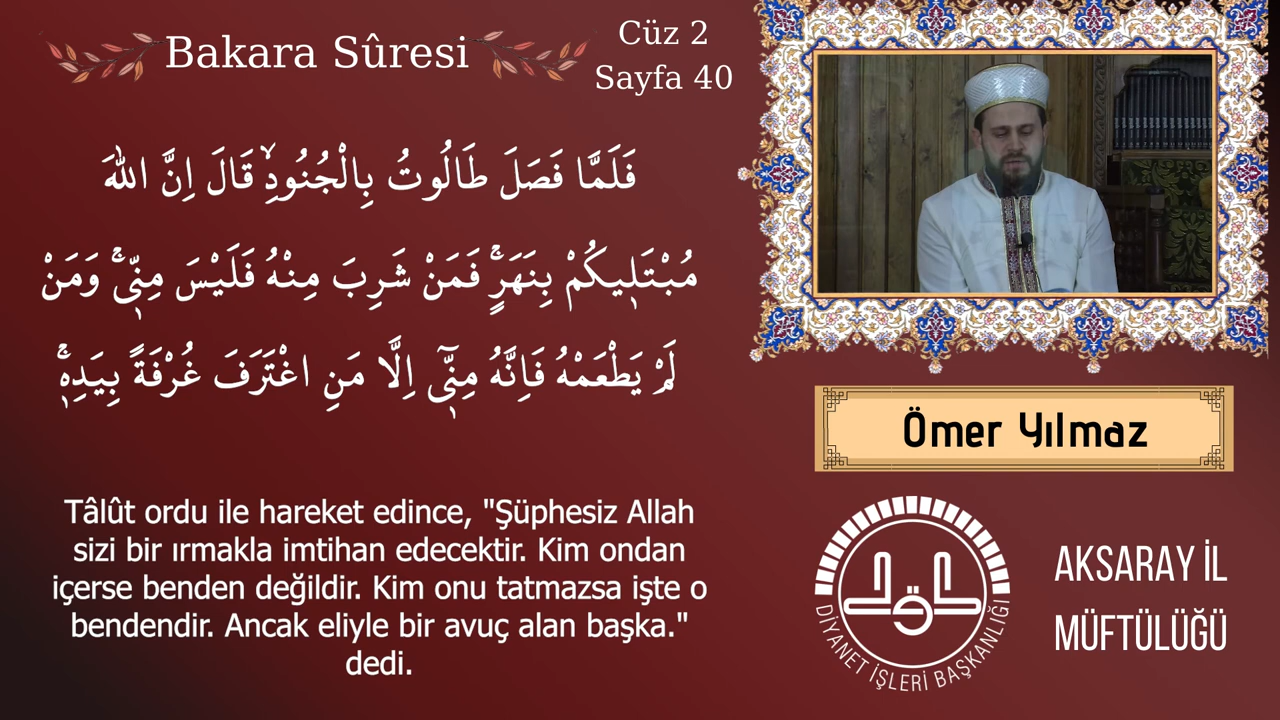 Bakara Sûresi
Cüz 2
Sayfa 40
فَلَمَّا فَصَلَ طَالُوتُ بِالْجُنُودِۙ قَالَ اِنَّ اللّٰهَ
مُبْتَلٖيكُمْ بِنَهَرٍۚ فَمَنْ شَرِبَ مِنْهُ فَلَيْسَ مِنّٖيۚ وَمَنْ
لَمْ يَطْعَمْهُ فَاِنَّهُ مِنّٖٓي اِلَّا مَنِ اغْتَرَفَ غُرْفَةً بِيَدِهٖۚ
Tâlût ordu ile hareket edince, "Şüphesiz Allah
sizi bir ırmakla imtihan edecektir. Kim ondan
içerse benden değildir. Kim onu tatmazsa işte o
bendendir. Ancak eliyle bir avuç alan başka."
dedi.
Ömer Yılmaz
DİYANET İŞLERİ BAŞKANLIĞI
AKSARAY İL
MÜFTÜLÜĞÜ